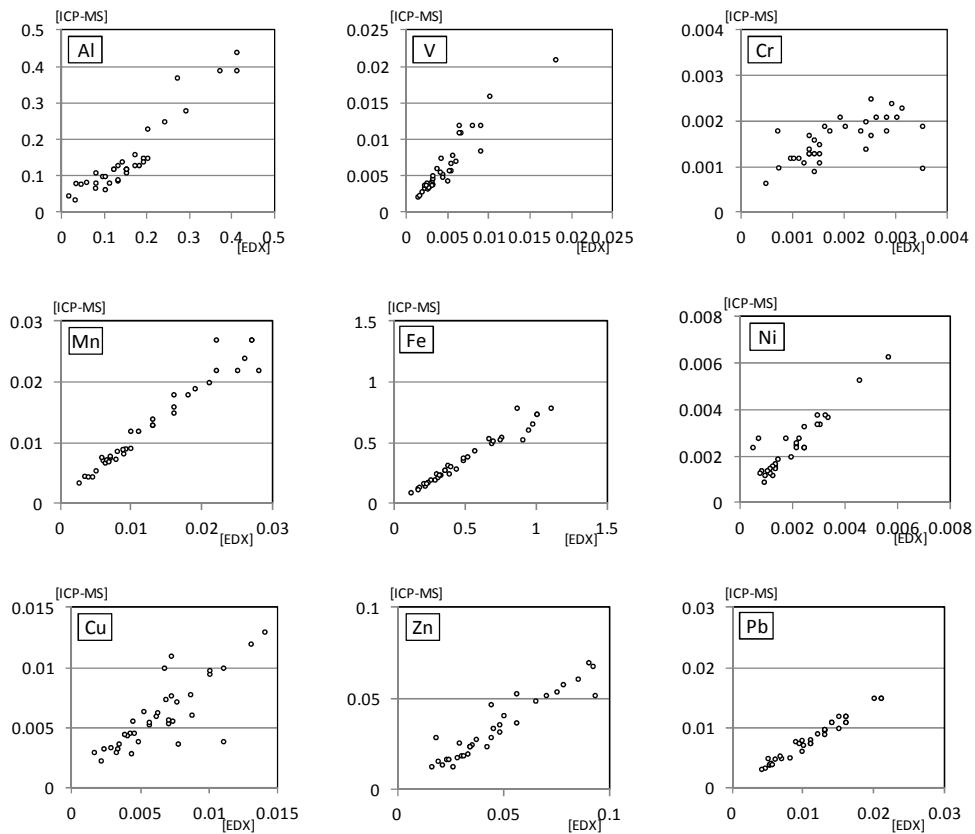 [ICP-MS]
0.5
0.4
0.3
0.2
0.1
0
Al
0 0.1 0.2 0.3 0.4 0.5
[EDX]
[ICP-MS]
0.025
0.02
0.015
0.01
0.005
0
V
0 0.005 0.01 0.015 0.02 0.025
[EDX]
[ICP-MS]
0.004
0.003
0.002
0.001
0
Cr
0 0.001 0.002 0.003 0.004
[EDX]
[ICP-MS]
0.03
0.02
0.01
0
Mn
0 0.01 0.02 0.03
[EDX]
[ICP-MS]
1.5
1
0.5
0
Fe
0 0.5 1 1.5
[EDX]
[ICP-MS]
0.008
0.006
0.004
0.002
0
Ni
0 0.002 0.004 0.006 0.008
[EDX]
[ICP-MS]
0.015
0.01
0.005
0
Cu
0 0.005 0.01 0.015
[EDX]
[ICP-MS]
0.1
0.05
0
Zn
0 0.05 0.1
[EDX]
[ICP-MS]
0.03
0.02
0.01
0
Pb
0 0.01 0.02 0.03
[EDX]